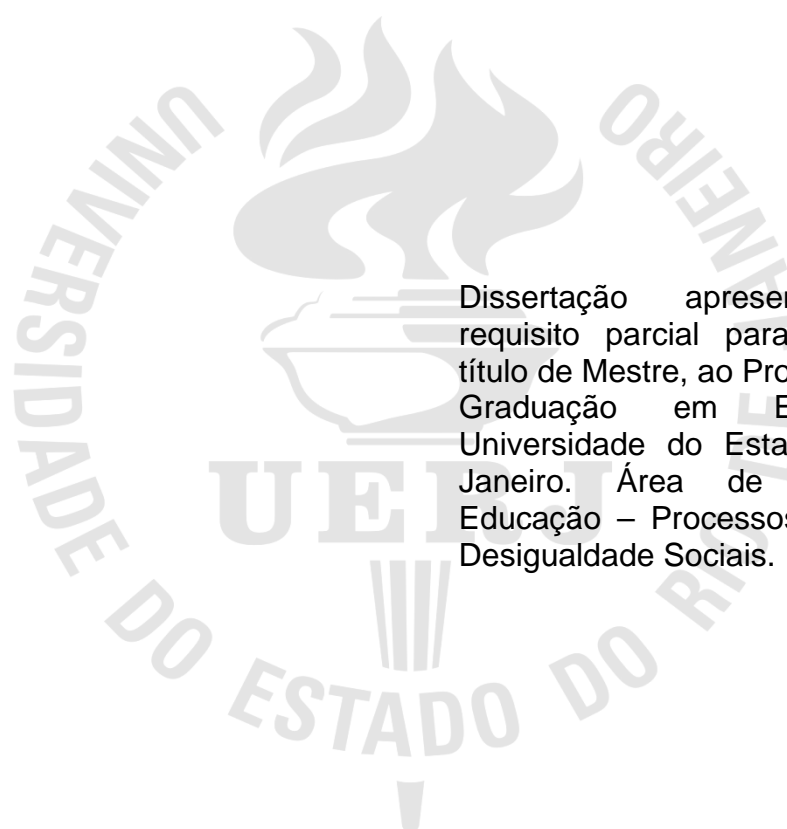 Dissertação apresen
requisito parcial para
título de Mestre, ao Pro
Graduação em E
Universidade do Esta
Janeiro. Área de
Educação – Processos
Desigualdade Sociais.
UNIVERSIDADE DO ESTADO DO RIO DE JANEIRO
UERJ